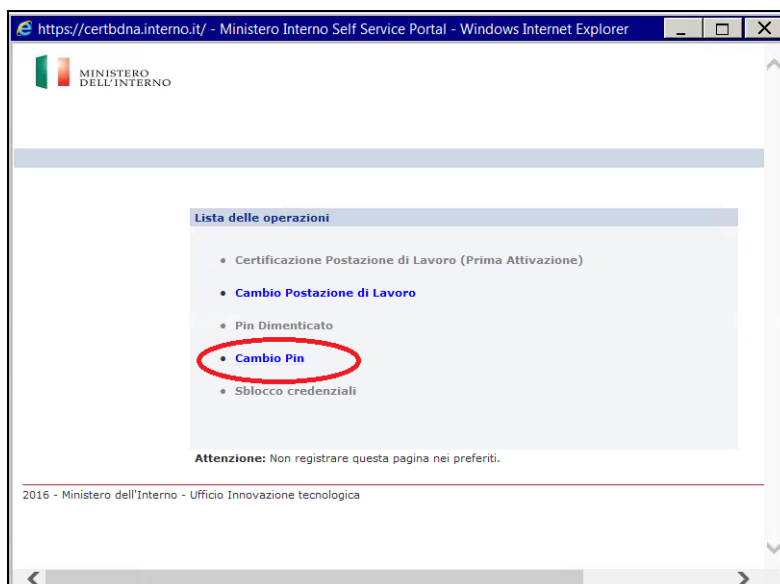 https://certbdna.interno.it/ - Ministero Interno Self Service Portal - Windows Internet Explorer
MINISTERO
DELL'INTERNO
Lista delle operazioni
Certificazione Postazione di Lavoro (Prima Attivazione)
Cambio Postazione di Lavoro
Pin Dimenticato
Cambio Pin
Sblocco credenziali
Attenzione: Non registrare questa pagina nei preferiti.
2016 - Ministero dell'Interno - Ufficio Innovazione tecnologica